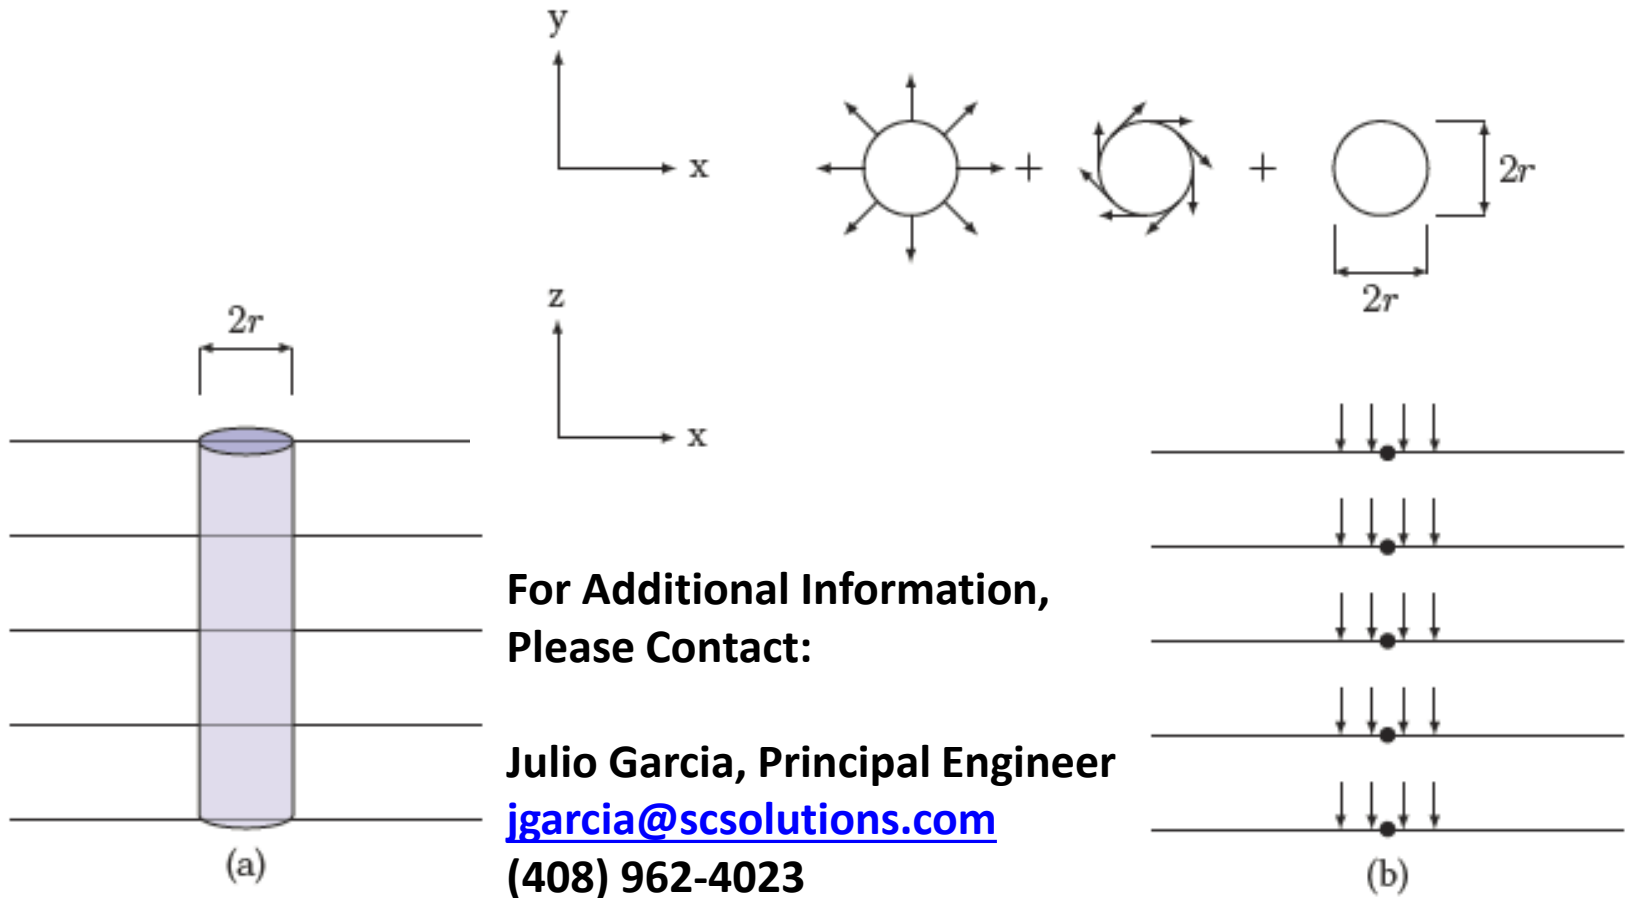 y
x
+
+
2r
2r
z
x
2r
For Additional Information,
Please Contact:
Julio Garcia, Principal Engineer
jgarcia@scsolutions.com
(408) 962-4023
(a)
(b)